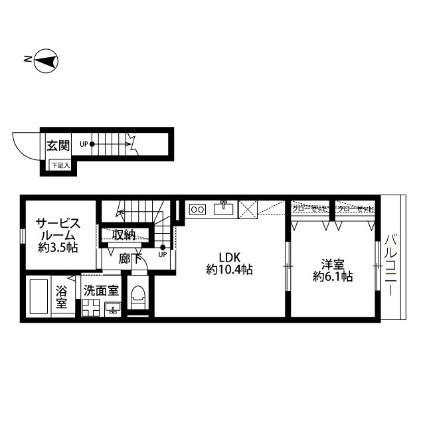 N
玄関
下足入
UP
サービス
ルーム
約3.5帖
収納
廊下
UP
LDK
約10.4帖
クローゼット
クローゼット
洋室
約6.1帖
バルコニー
浴室
洗面室